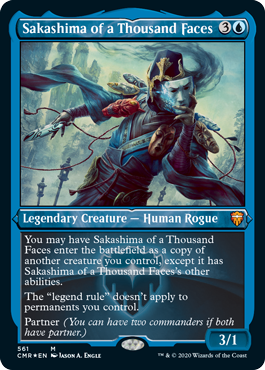 Sakashima of a Thousand Faces 3
Legendary Creature — Human Rogue
You may have Sakashima of a Thousand
Faces enter the battlefield as a copy of
another creature you control, except it has
Sakashima of a Thousand Faces's other
abilities.
The “legend rule” doesn't apply to
permanents you control.
Partner (You can have two commanders if both
have partner.)
3/1
561 M
CMR ★ EN JASON A. ENGLE
™ & © 2020 Wizards of the Coast